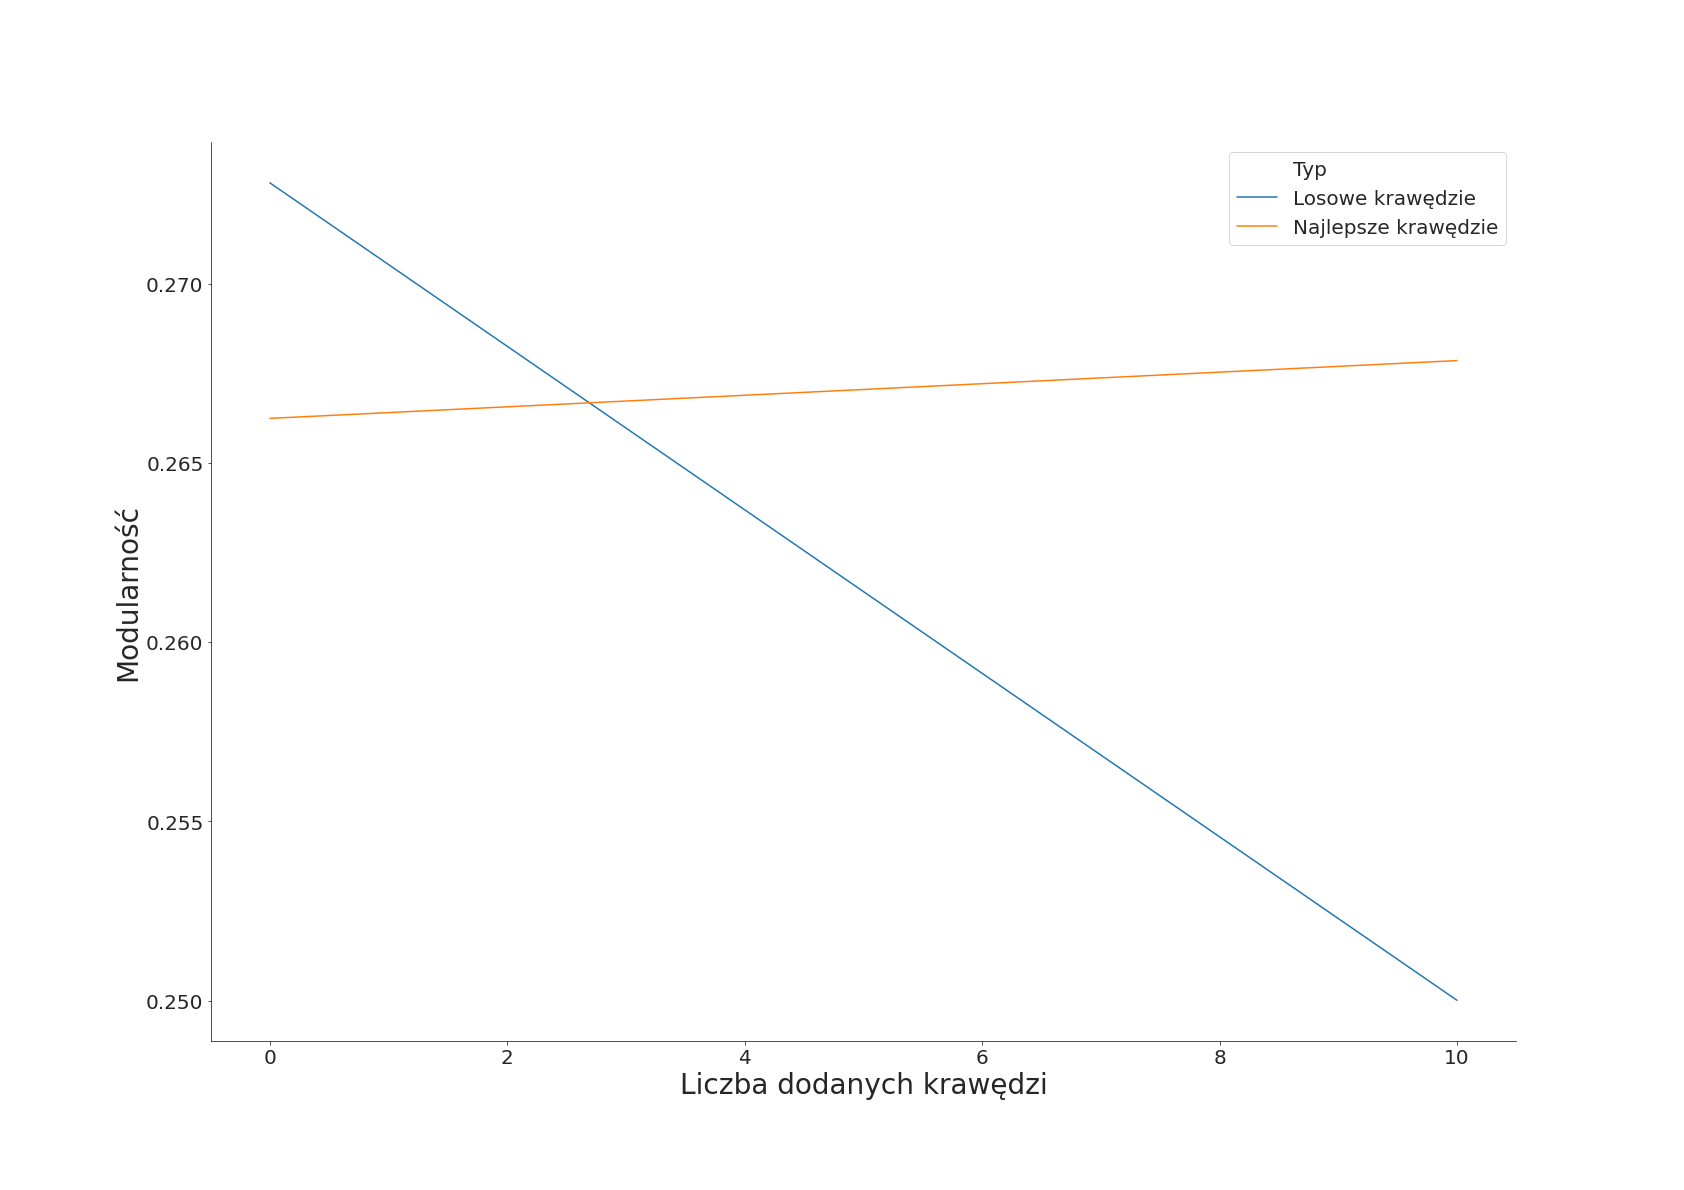 Typ
Losowe krawędzie
Najlepsze krawędzie
0.270
0.265
0.260
0.255
0.250
Modularność
0 2 4 6 8 10
Liczba dodanych krawędzi